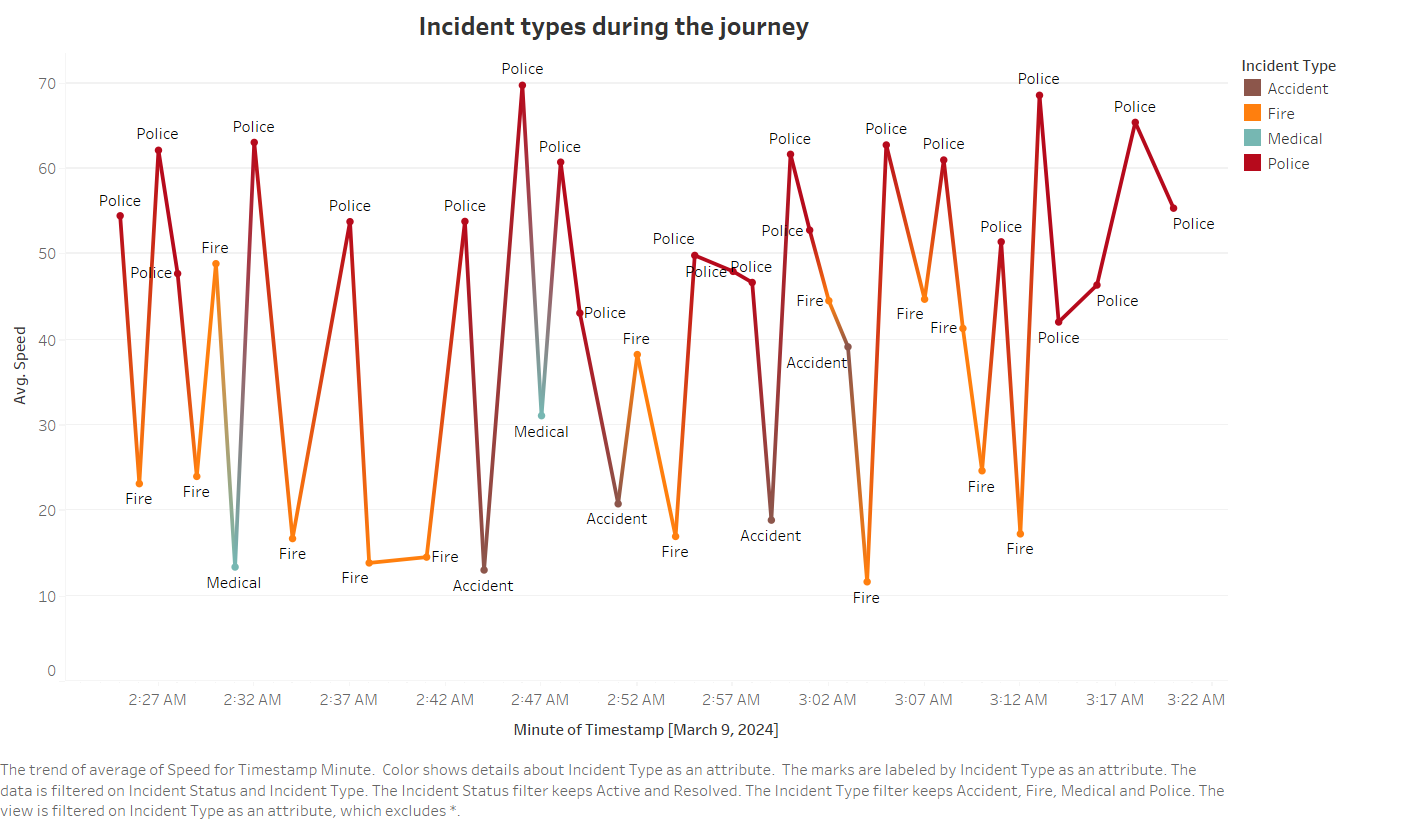 Incident types during the journey
Incident Type
Accident
Fire
Medical
Police
Avg. Speed
70
60
50
40
30
20
10
0
Police
Fire
Police
Police
Fire
Fire
Medical
Police
Fire
Police
Fire
Fire
Police
Accident
Police
Medical
Police
Police
Accident
Fire
Fire
Police
Police
Police
Accident
Police
Police
Fire
Accident
Fire
Police
Fire
Police
Fire
Fire
Police
Fire
Police
Police
Police
Police
Police
2:27 AM 2:32 AM 2:37 AM 2:42 AM 2:47 AM 2:52 AM 2:57 AM 3:02 AM 3:07 AM 3:12 AM 3:17 AM 3:22 AM
Minute of Timestamp [March 9, 2024]
The trend of average of Speed for Timestamp Minute.  Color shows details about Incident Type as an attribute.  The marks are labeled by Incident Type as an attribute. The
data is filtered on Incident Status and Incident Type. The Incident Status filter keeps Active and Resolved. The Incident Type filter keeps Accident, Fire, Medical and Police. The
view is filtered on Incident Type as an attribute, which excludes *.